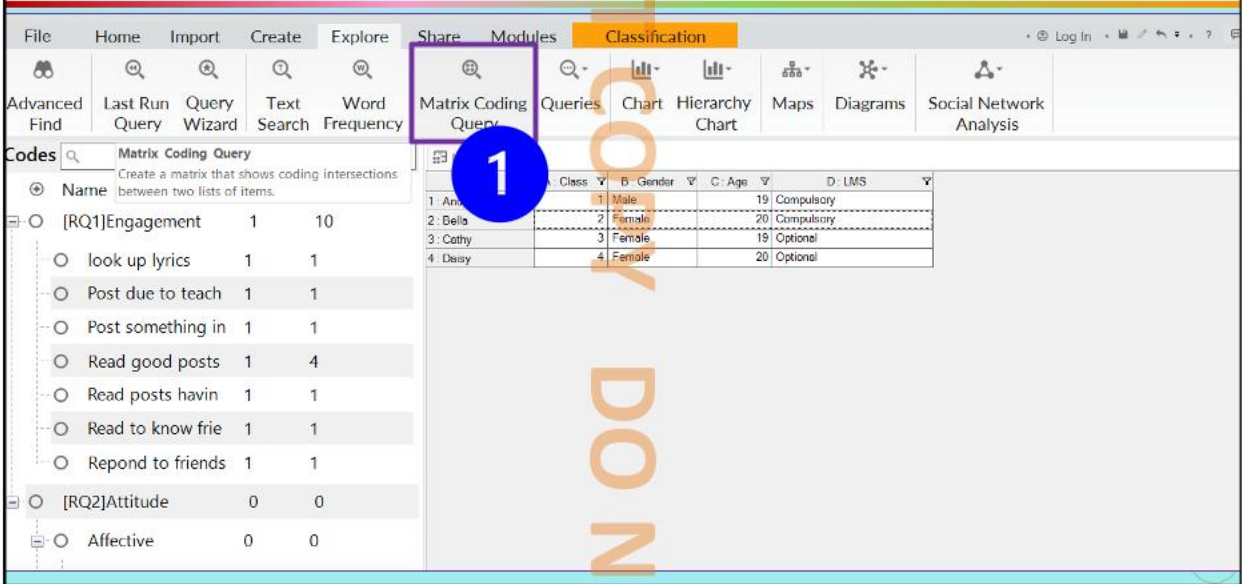 File Home Import Create Explore Share Modules Classification Log In ?
Advanced Find
Last Run Query
Query Wizard
Text Search
Word Frequency
Matrix Coding Query
Queries
Chart
Hierarchy Chart
Maps
Diagrams
Social Network Analysis
Codes
Matrix Coding Query
Create a matrix that shows coding intersections
between two lists of items.
1
Name
: Class B : Gender C : Age D : LMS
1 : 1 Male 19 Compulsory
2 : Bella 2 Female 20 Compulsory
3 : Cathy 3 Female 19 Optional
4 : Daisy 4 Female 20 Optional
[RQ1]Engagement 1 10
look up lyrics 1 1
Post due to teach 1 1
Post something in 1 1
Read good posts 1 4
Read posts havin 1 1
Read to know frie 1 1
Repond to friends 1 1
[RQ2]Attitude 0 0
Affective 0 0
COPY DO N